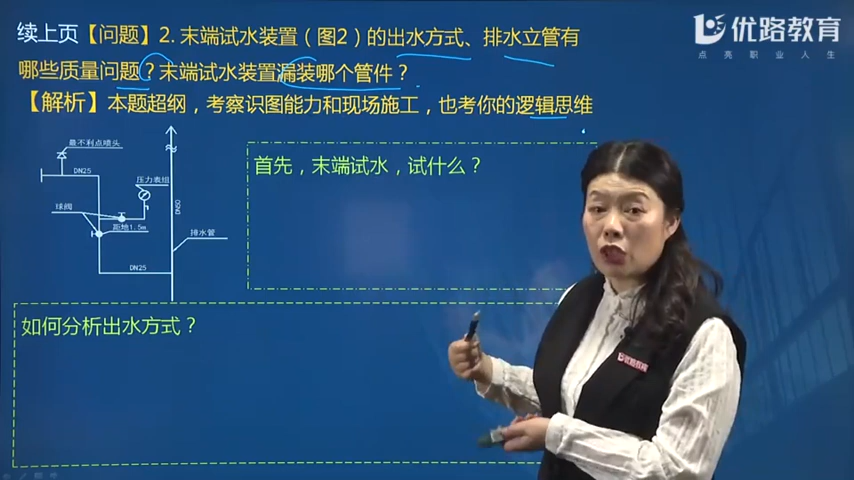 续上页【问题】2. 末端试水装置（图2）的出水方式、排水立管有
哪些质量问题？末端试水装置漏装哪个管件？
【解析】本题超纲，考察识图能力和现场施工，也考你的逻辑思维
优路教育
点亮职业人生
最不利点喷头
DN25
压力表组
球阀
距地1.5m
DN50
排水管
DN25
首先，末端试水，试什么？
如何分析出水方式？
优路教育